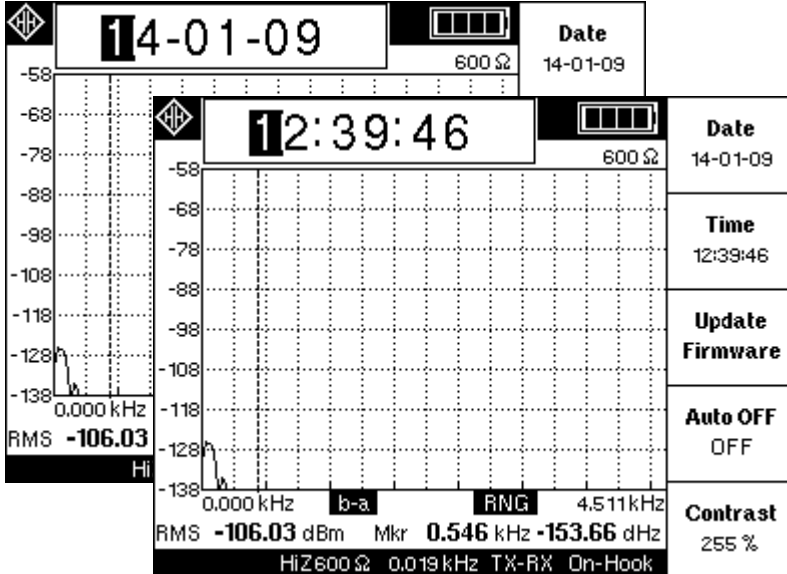 14-01-09
600 Ω
Date
14-01-09
-58
-68
-78
-88
-98
-108
-118
-128
-138
0.000 kHz
RMS -106.03
Hi
12:39:46
600 Ω
-58
-68
-78
-88
-98
-108
-118
-128
-138
0.000 kHz b-a RNG 4.511 kHz
RMS -106.03 dBm Mkr 0.546 kHz -153.66 dHz
HiZ600 Ω 0.019 kHz TX-RX On-Hook
Date
14-01-09
Time
12:39:46
Update
Firmware
Auto OFF
OFF
Contrast
255 %